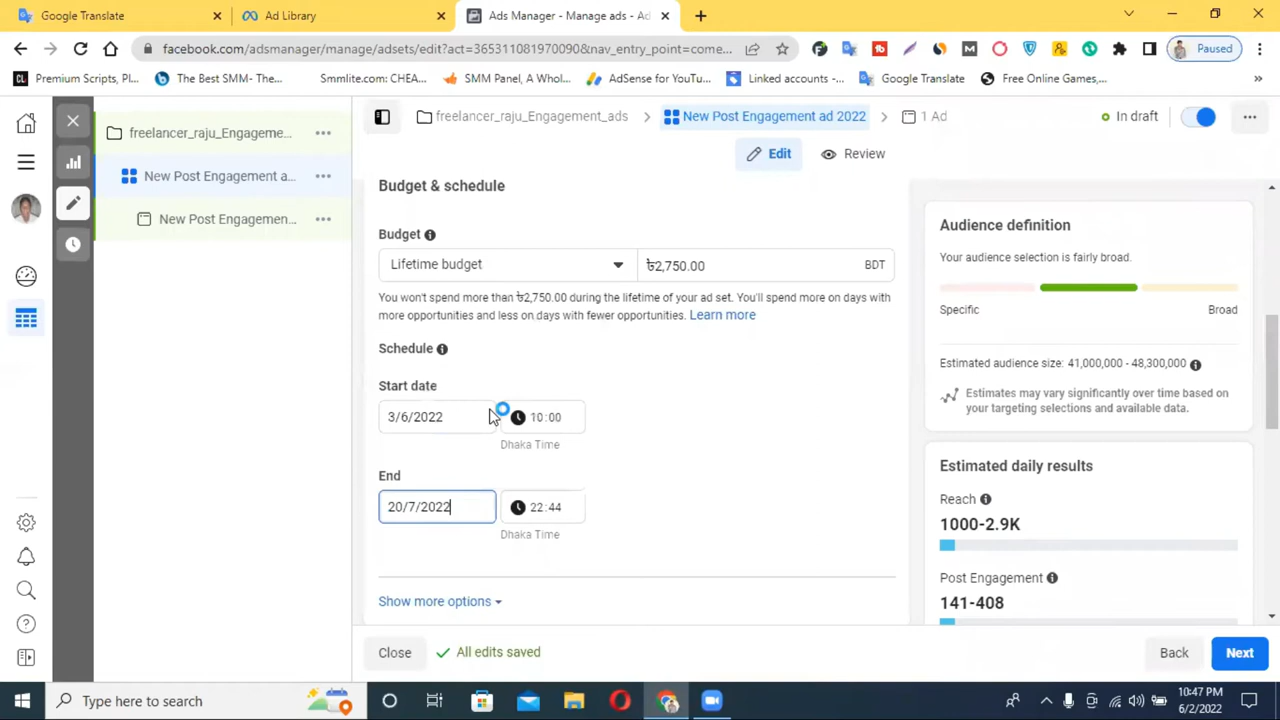 Google Translate
Ad Library
Ads Manager - Manage ads - Ad
facebook.com/adsmanager/manage/adsets/edit?act=365311081970090&nav_entry_point=come...
Paused
CL Premium Scripts, Pl...
The Best SMM- The...
Smmlite.com: CHEA...
SMM Panel, A Whol...
AdSense for YouTu...
Linked accounts -...
Google Translate
Free Online Games,...
freelancer_raju_Engageme...
New Post Engagement a...
New Post Engagemen...
freelancer_raju_Engagement_ads
New Post Engagement ad 2022
1 Ad
In draft
Edit
Review
Budget & schedule
Budget
Lifetime budget
৳2,750.00
BDT
You won't spend more than ৳2,750.00 during the lifetime of your ad set. You'll spend more on days with
more opportunities and less on days with fewer opportunities. Learn more
Schedule
Start date
3/6/2022
10:00
Dhaka Time
End
20/7/2022
22:44
Dhaka Time
Show more options
Close
All edits saved
Back
Next
Audience definition
Your audience selection is fairly broad.
Specific
Broad
Estimated audience size: 41,000,000 - 48,300,000
Estimates may vary significantly over time based on
your targeting selections and available data.
Estimated daily results
Reach
1000-2.9K
Post Engagement
141-408
Type here to search
10:47 PM
6/2/2022